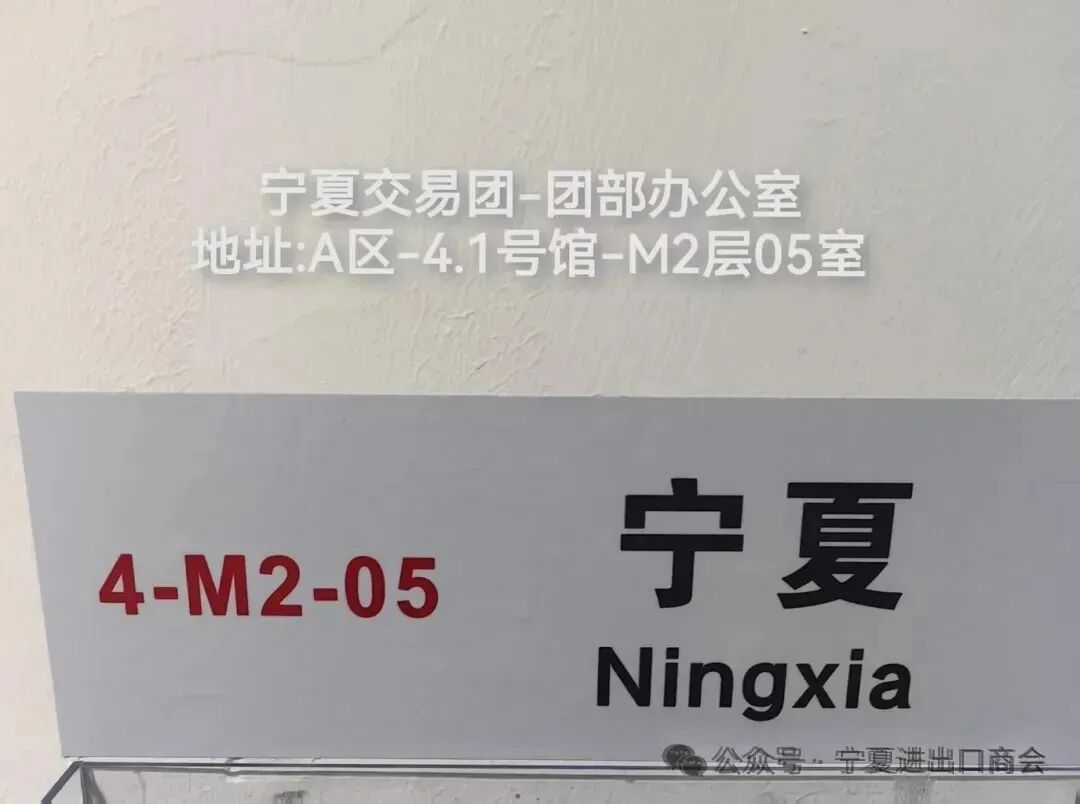 宁夏交易团-团部办公室
地址:A区-4.1号馆-M2层05室
4-M2-05
宁夏
Ningxia
公众号 · 宁夏进出口商会